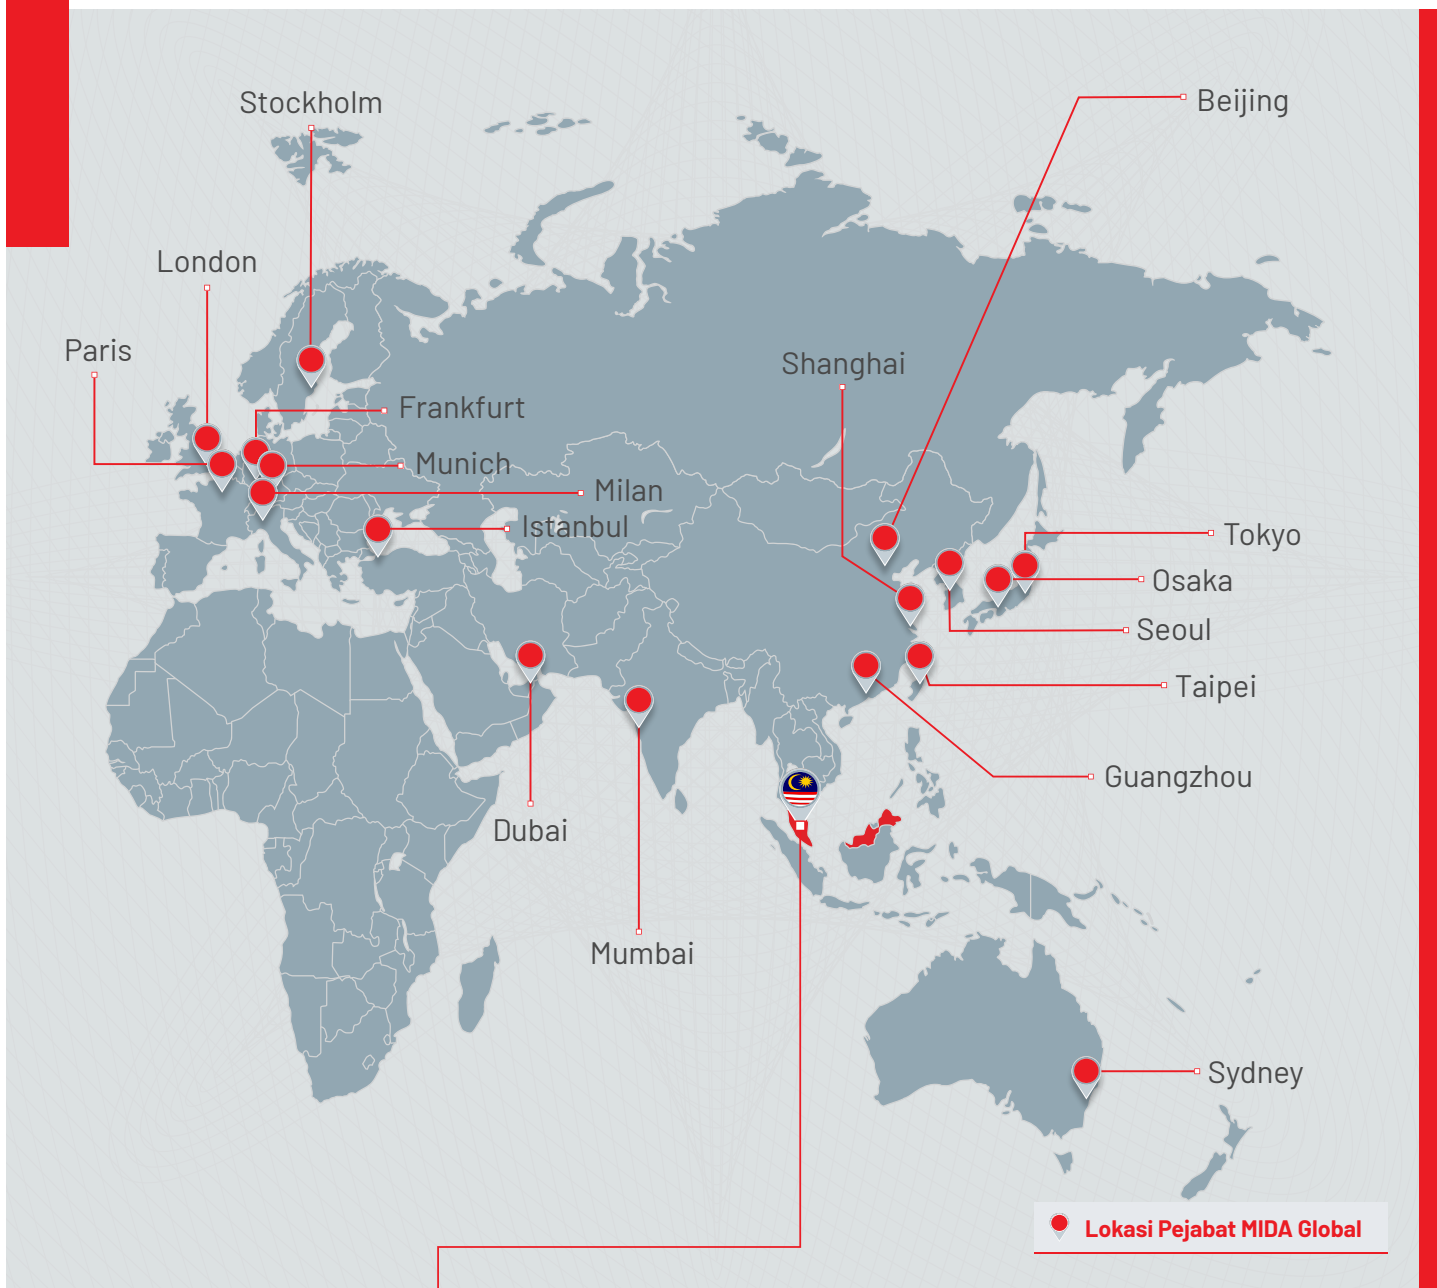 Stockholm
Beijing
London
Paris
Shanghai
Frankfurt
Munich
Milan
Istanbul
Tokyo
Osaka
Seoul
Taipei
Guangzhou
Dubai
Mumbai
Sydney
Lokasi Pejabat MIDA Global